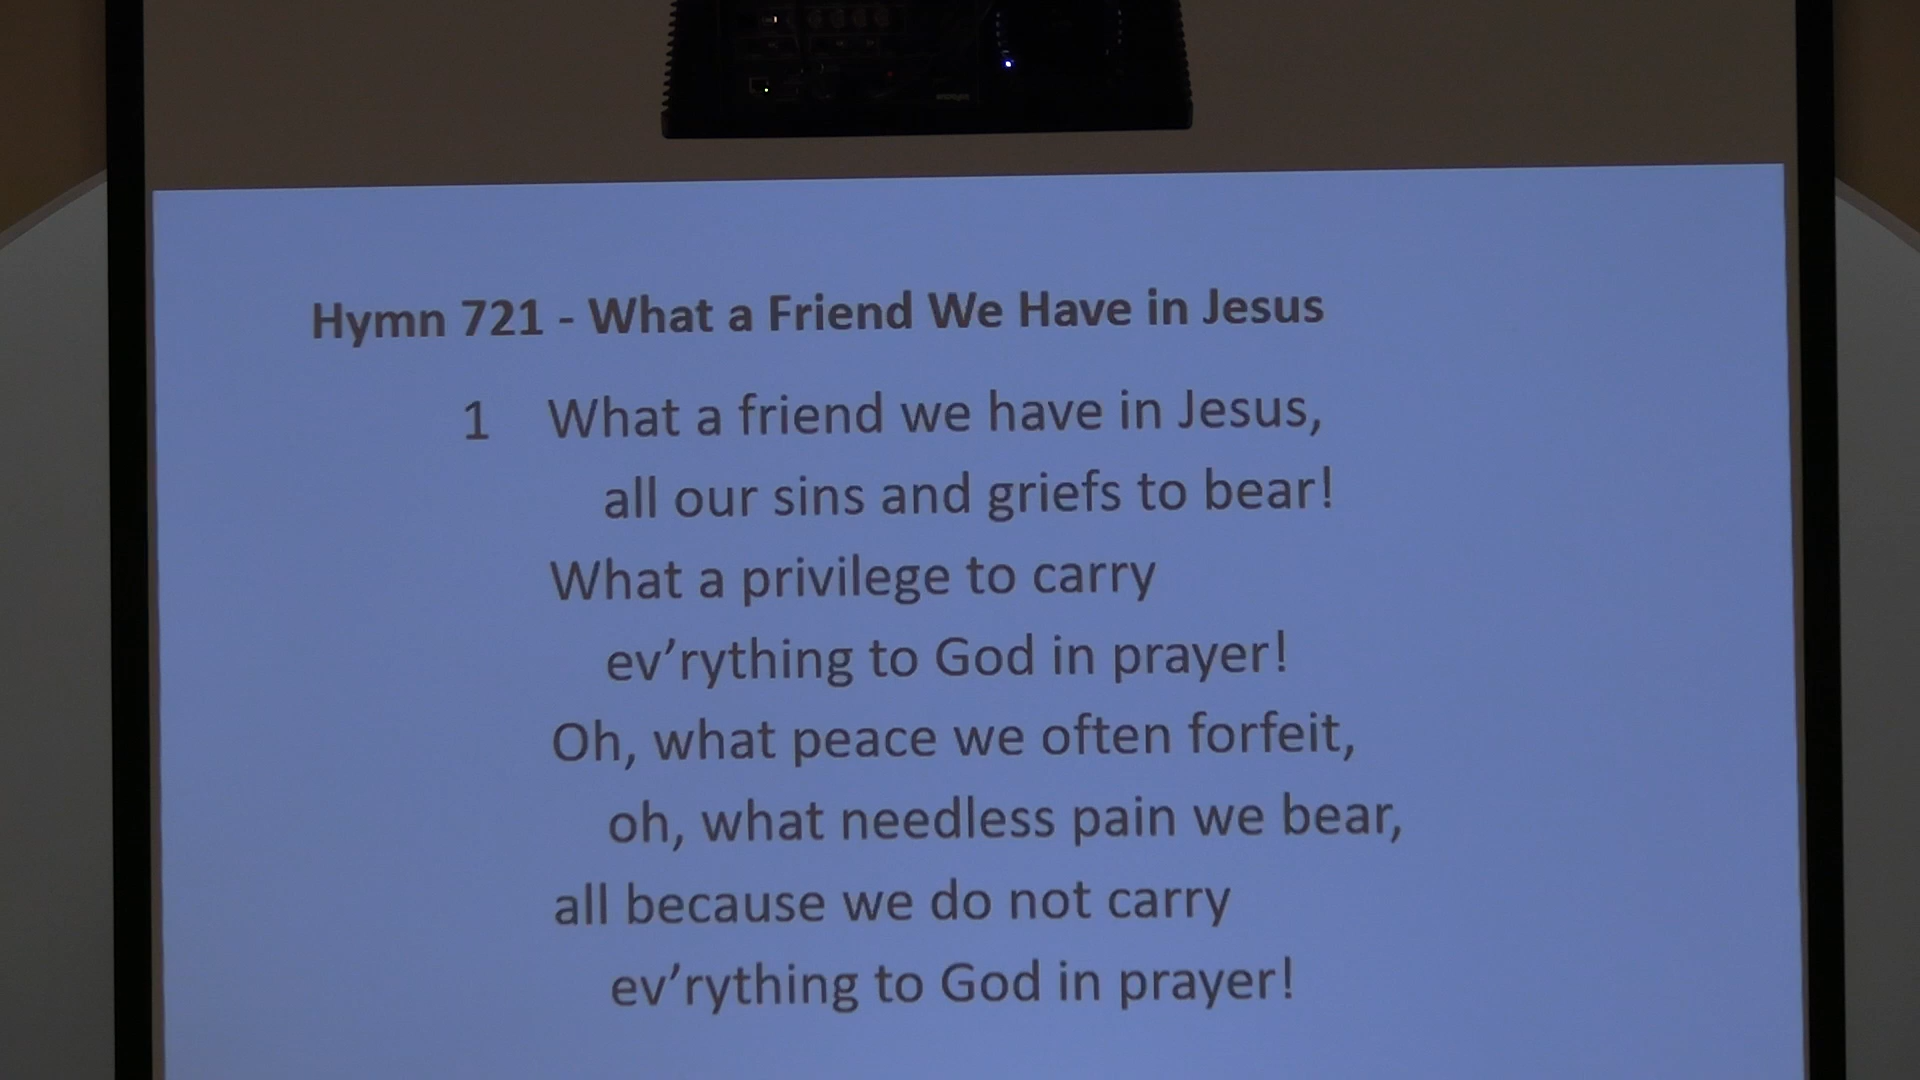 Hymn 721 - What a Friend We Have in Jesus
1 What a friend we have in Jesus,
all our sins and griefs to bear!
What a privilege to carry
ev’rything to God in prayer!
Oh, what peace we often forfeit,
oh, what needless pain we bear,
all because we do not carry
ev’rything to God in prayer!